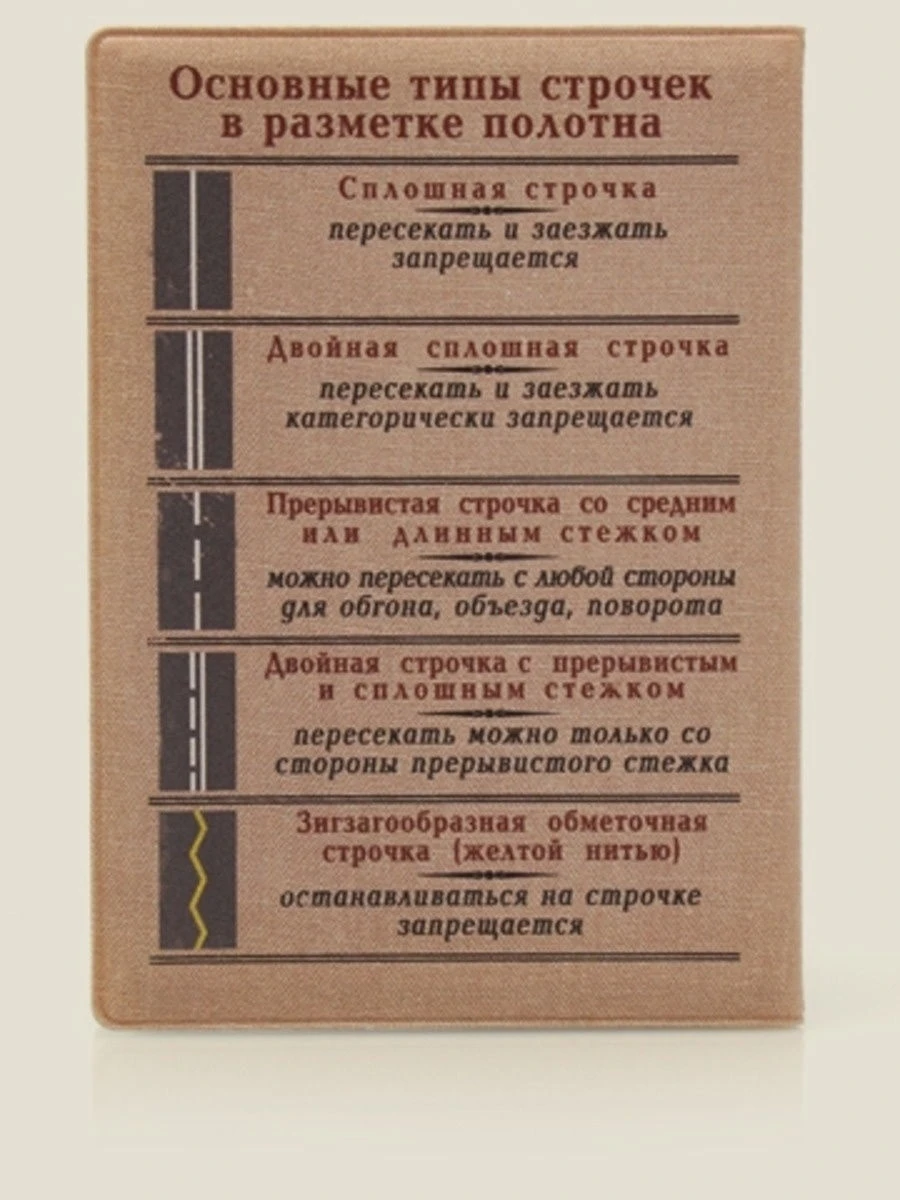 Основные типы строчек
в разметке полотна
Сплошная строчка
пересекать и заезжать
запрещается
Двойная сплошная строчка
пересекать и заезжать
категорически запрещается
Прерывистая строчка со средним
или длинным стежком
можно пересекать с любой стороны
для обгона, объезда, поворота
Двойная строчка с прерывистым
и сплошным стежком
пересекать можно только со
стороны прерывистого стежка
Зигзагообразная обметочная
строчка (желтой нитью)
останавливаться на строчке
запрещается